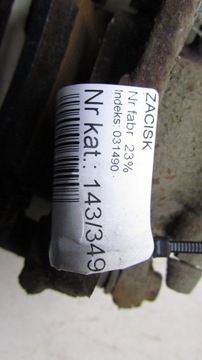 ZACISK
Nr fabr. 23%
Indeks: 031490 .
Nr kat.: 143/349